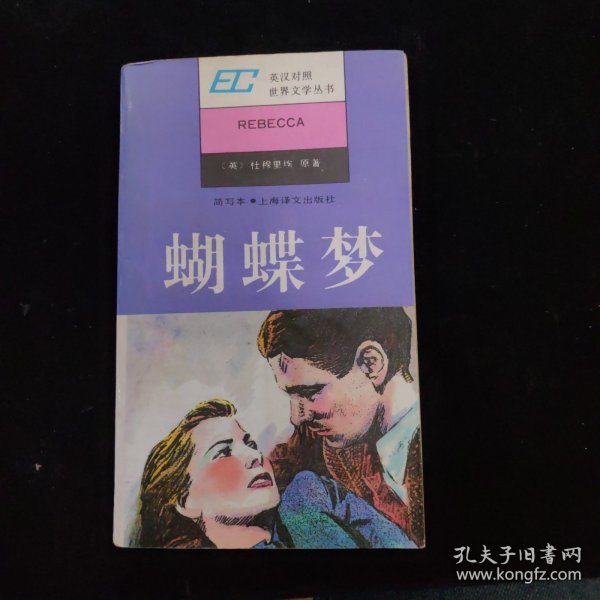 EC
英汉对照
世界文学丛书
REBECCA
〔英〕杜穆里埃 原著
简写本●上海译文出版社
蝴蝶梦
孔夫子旧书网
www.kongfz.com